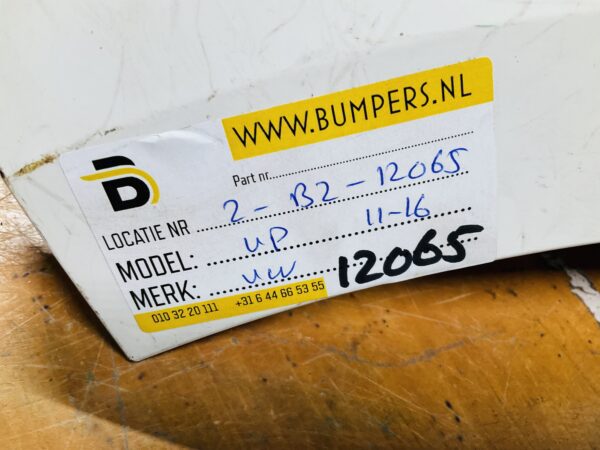 WWW.BUMPERS.NL
B
Part nr.
LOCATIE NR 2-B2-12065
MODEL: UP 11-16
MERK: VW 12065
010 32 20 111 +31 6 44 66 53 55